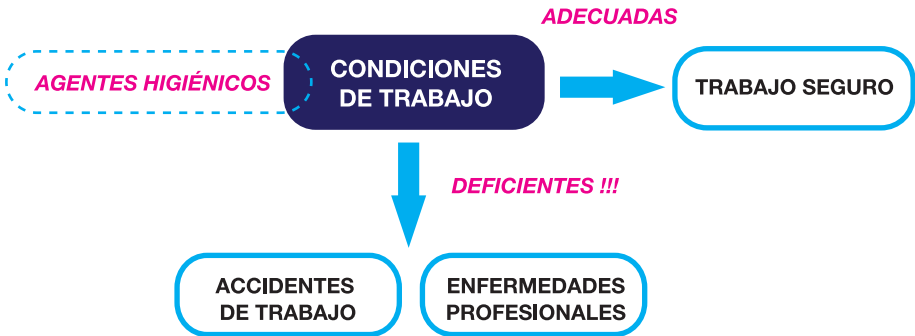 ADECUADAS
AGENTES HIGIÉNICOS
CONDICIONES
DE TRABAJO
TRABAJO SEGURO
DEFICIENTES !!!
ACCIDENTES
DE TRABAJO
ENFERMEDADES
PROFESIONALES